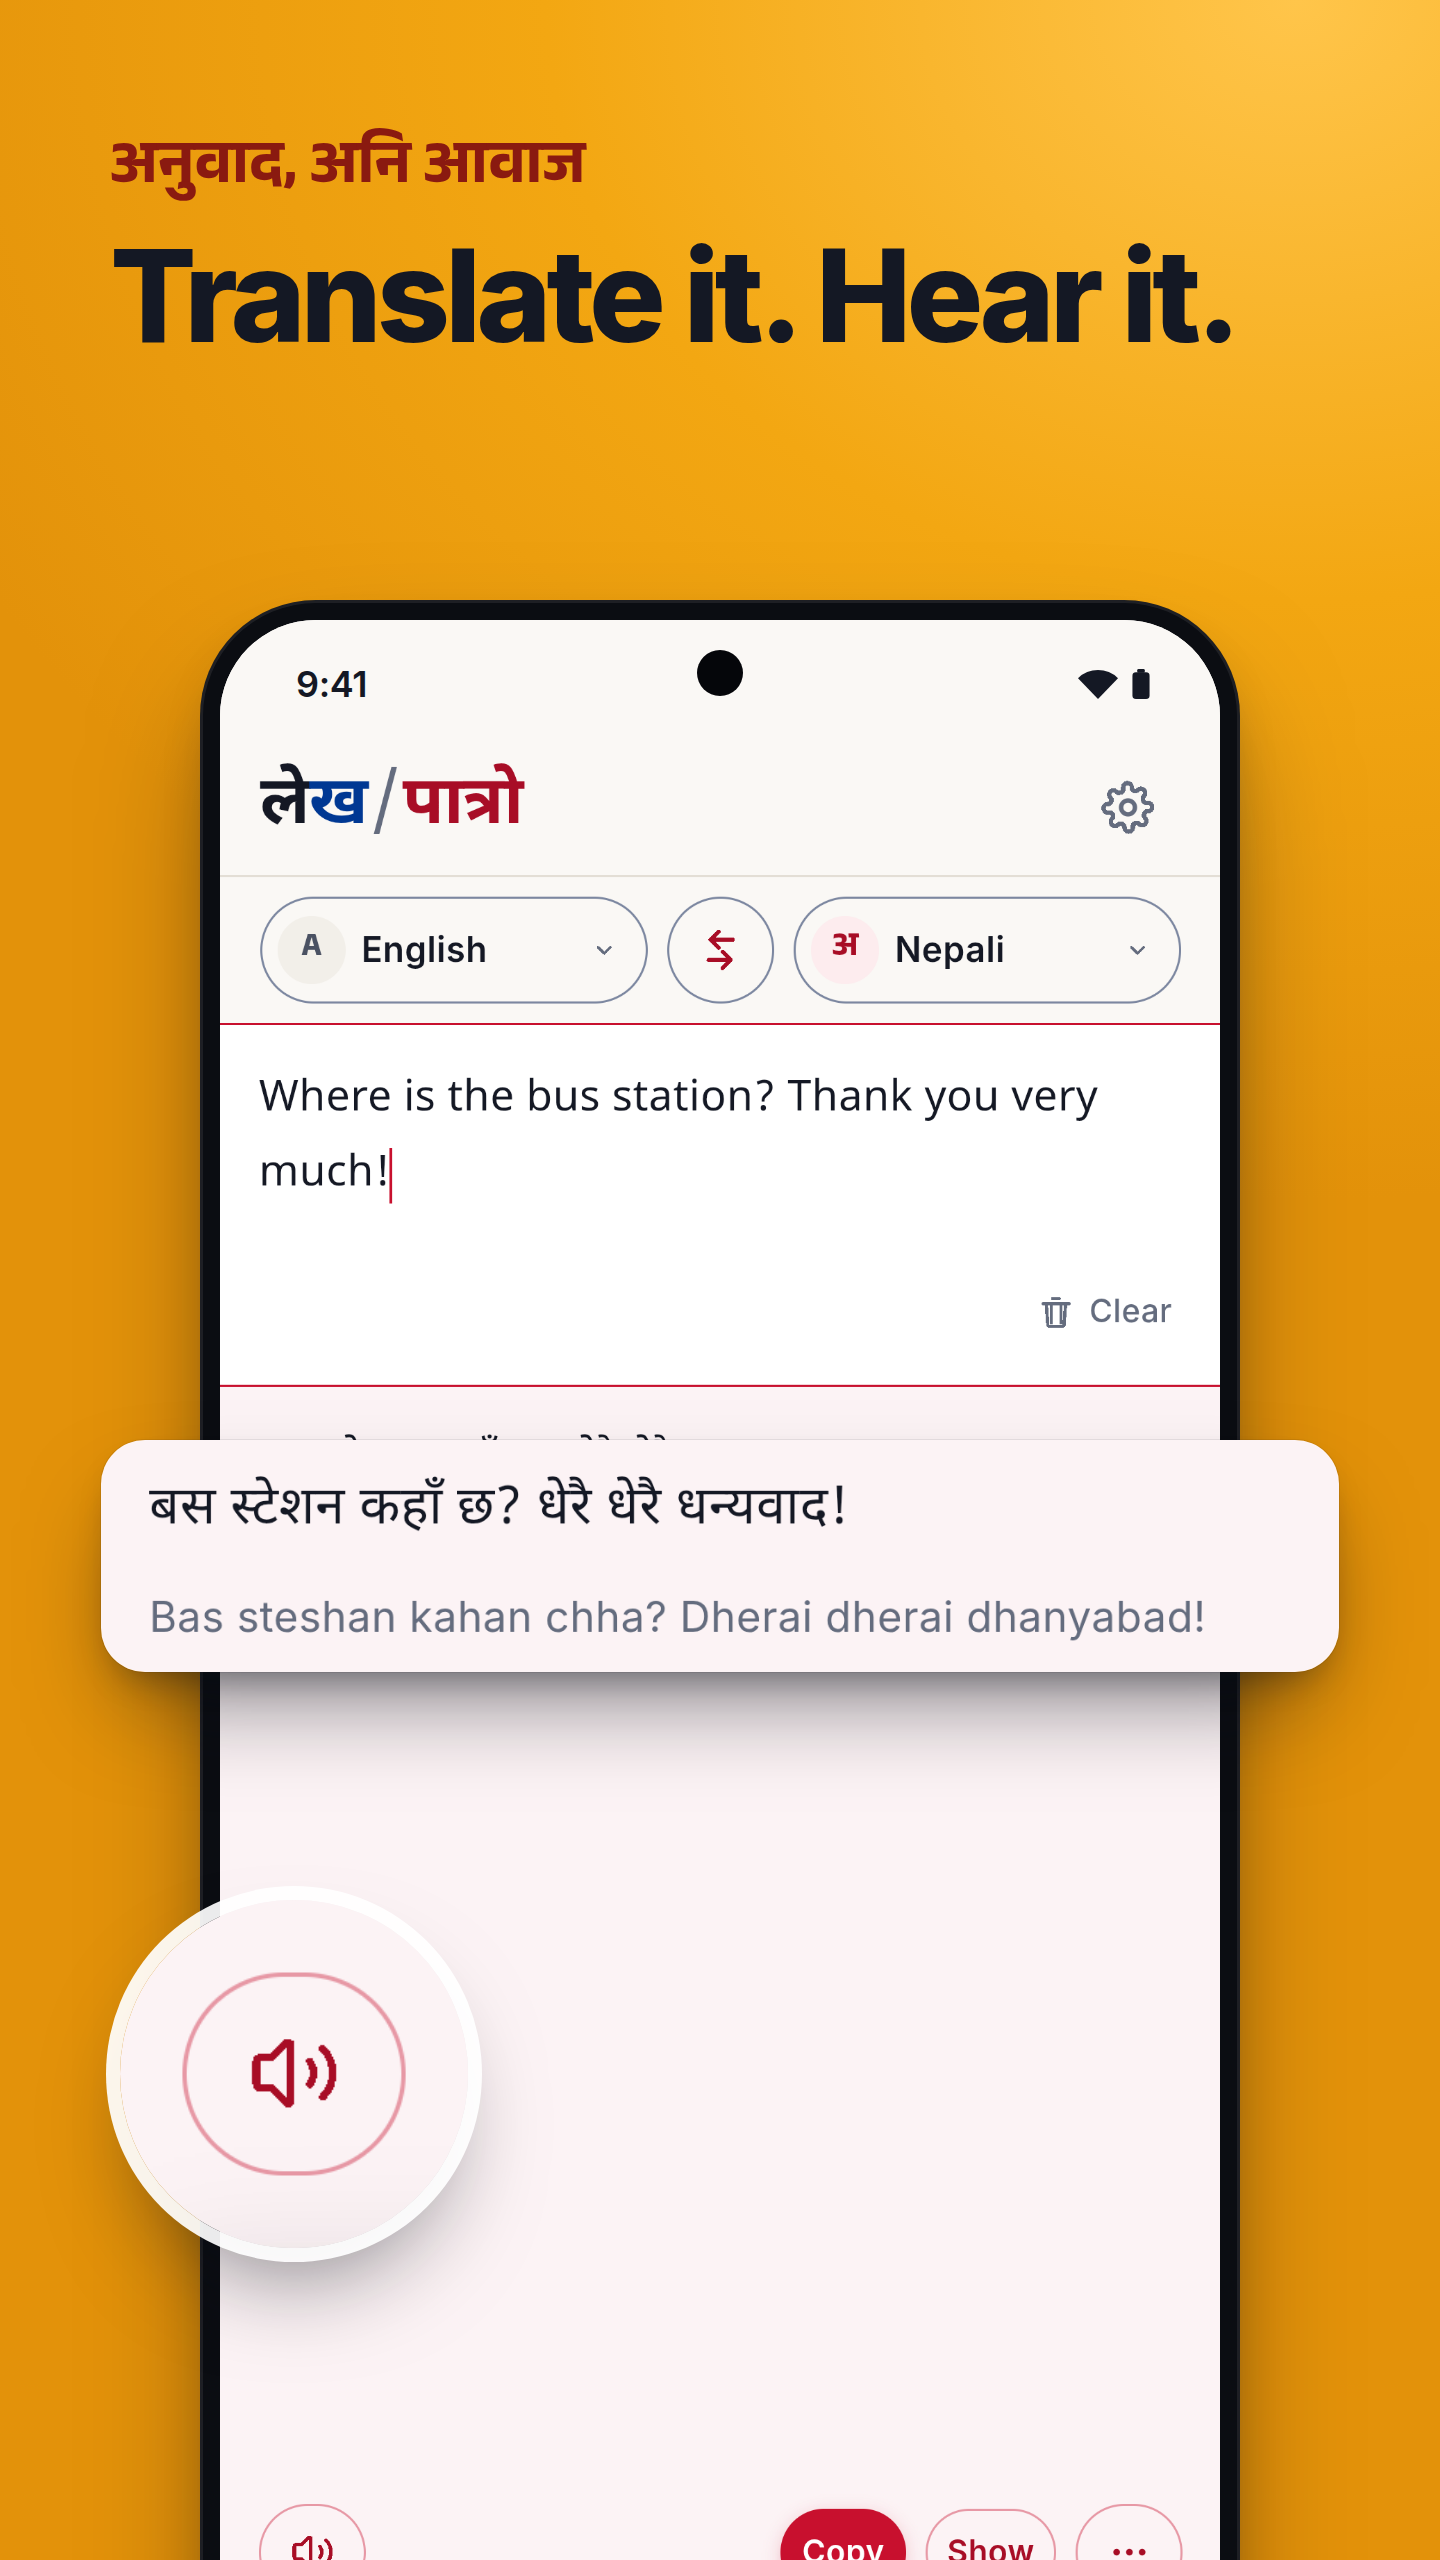 अनुवाद, अनि आवाज
Translate it. Hear it.
9:41
लेख/पात्रो
A English
अ Nepali
Where is the bus station? Thank you very
much!
Clear
बस स्टेशन कहाँ छ? धेरै धेरै धन्यवाद!
Bas steshan kahan chha? Dherai dherai dhanyabad!
Copy
Show